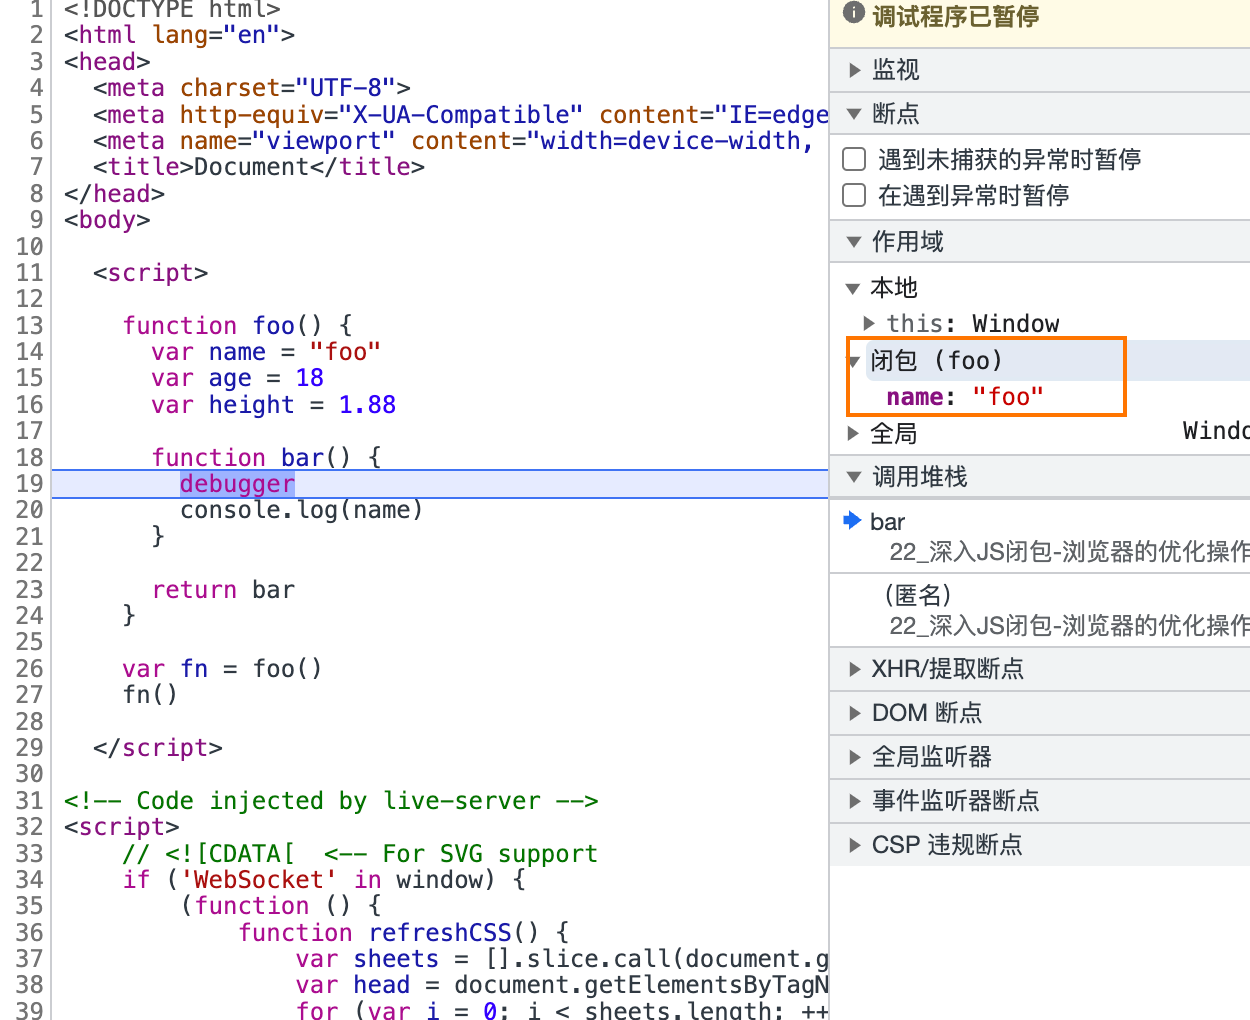 1 <!DOCTYPE html>
2 <html lang="en">
3 <head>
4 <meta charset="UTF-8">
5 <meta http-equiv="X-UA-Compatible" content="IE=edge
6 <meta name="viewport" content="width=device-width,
7 <title>Document</title>
8 </head>
9 <body>
10
11 <script>
12
13 function foo() {
14 var name = "foo"
15 var age = 18
16 var height = 1.88
17
18 function bar() {
19 debugger
20 console.log(name)
21 }
22
23 return bar
24 }
25
26 var fn = foo()
27 fn()
28
29 </script>
30
31 <!-- Code injected by live-server -->
32 <script>
33 // <![CDATA[ <-- For SVG support
34 if ('WebSocket' in window) {
35 (function () {
36 function refreshCSS() {
37 var sheets = [].slice.call(document.g
38 var head = document.getElementsByTagN
39 for (var i = 0; i < sheets.length; ++
调试程序已暂停
监视
断点
遇到未捕获的异常时暂停
在遇到异常时暂停
作用域
本地
this: Window
闭包 (foo)
name: "foo"
全局 Windo
调用堆栈
bar
22_深入JS闭包-浏览器的优化操作
(匿名)
22_深入JS闭包-浏览器的优化操作
XHR/提取断点
DOM 断点
全局监听器
事件监听器断点
CSP 违规断点